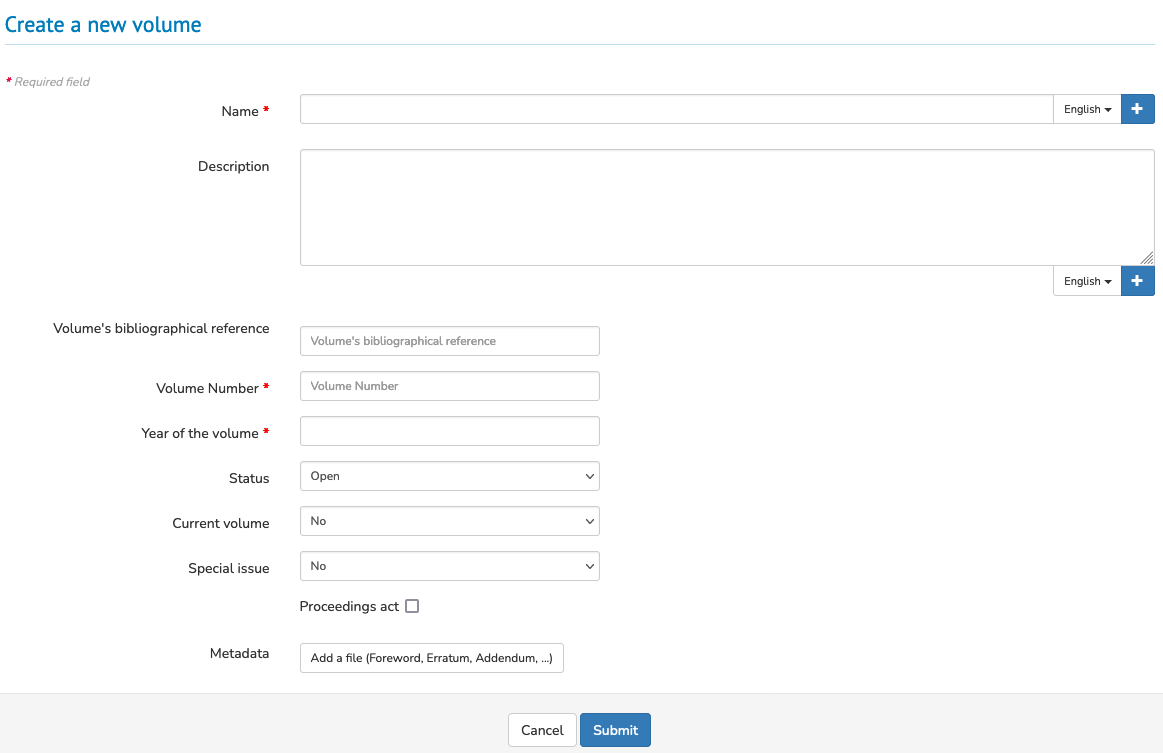 Create a new volume
* Required field
Name *
English
+
Description
English
+
Volume's bibliographical reference
Volume's bibliographical reference
Volume Number *
Volume Number
Year of the volume *
Status
Open
Current volume
No
Special issue
No
Proceedings act
Metadata
Add a file (Foreword, Erratum, Addendum, ...)
Cancel
Submit